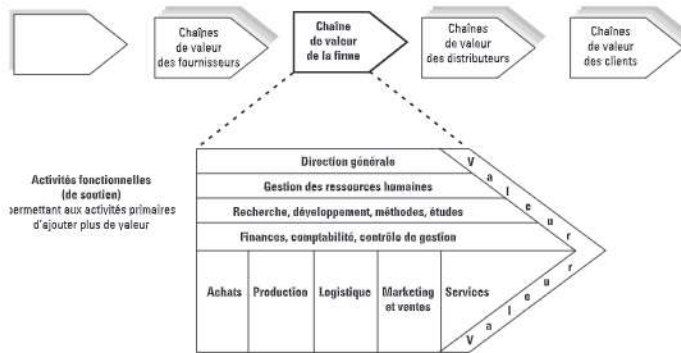 Chaînes
de valeur
des fournisseurs
Chaîne
de valeur
de la firme
Chaînes
de valeur
des distributeurs
Chaînes
de valeur
des clients
Activités fonctionnelles
(de soutien)
permettant aux activités primaires
d'ajouter plus de valeur
Direction générale
Gestion des ressources humaines
Recherche, développement, méthodes, études
Finances, comptabilité, contrôle de gestion
Valeur
Achats
Production
Logistique
Marketing
et ventes
Services
Valeur